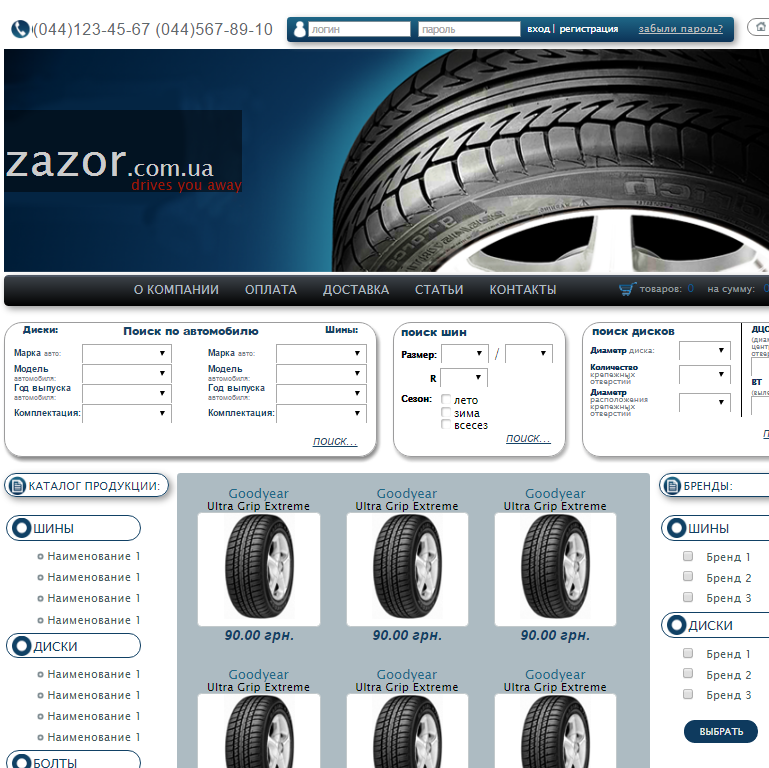 (044)123-45-67 (044)567-89-10
логин
пароль
вход | регистрация
забыли пароль?
zazor.com.ua
drives you away
О КОМПАНИИ ОПЛАТА ДОСТАВКА СТАТЬИ КОНТАКТЫ
товаров: 0 на сумму:
Диски: Поиск по автомобилю Шины:
Марка авто: Марка авто:
Модель автомобиля: Модель автомобиля:
Год выпуска автомобиля: Год выпуска автомобиля:
Комплектация: Комплектация:
поиск...
поиск шин
Размер: /
R
Сезон: лето
зима
всесез
поиск...
поиск дисков
Диаметр диска:
Количество крепежных отверстий
Диаметр расположения крепежных отверстий
КАТАЛОГ ПРОДУКЦИИ:
ШИНЫ
Наименование 1
Наименование 1
Наименование 1
Наименование 1
ДИСКИ
Наименование 1
Наименование 1
Наименование 1
Наименование 1
БОЛТЫ
Goodyear Goodyear Goodyear
Ultra Grip Extreme Ultra Grip Extreme Ultra Grip Extreme
90.00 грн. 90.00 грн. 90.00 грн.
Goodyear Goodyear Goodyear
Ultra Grip Extreme Ultra Grip Extreme Ultra Grip Extreme
БРЕНДЫ:
ШИНЫ
Бренд 1
Бренд 2
Бренд 3
ДИСКИ
Бренд 1
Бренд 2
Бренд 3
ВЫБРАТЬ